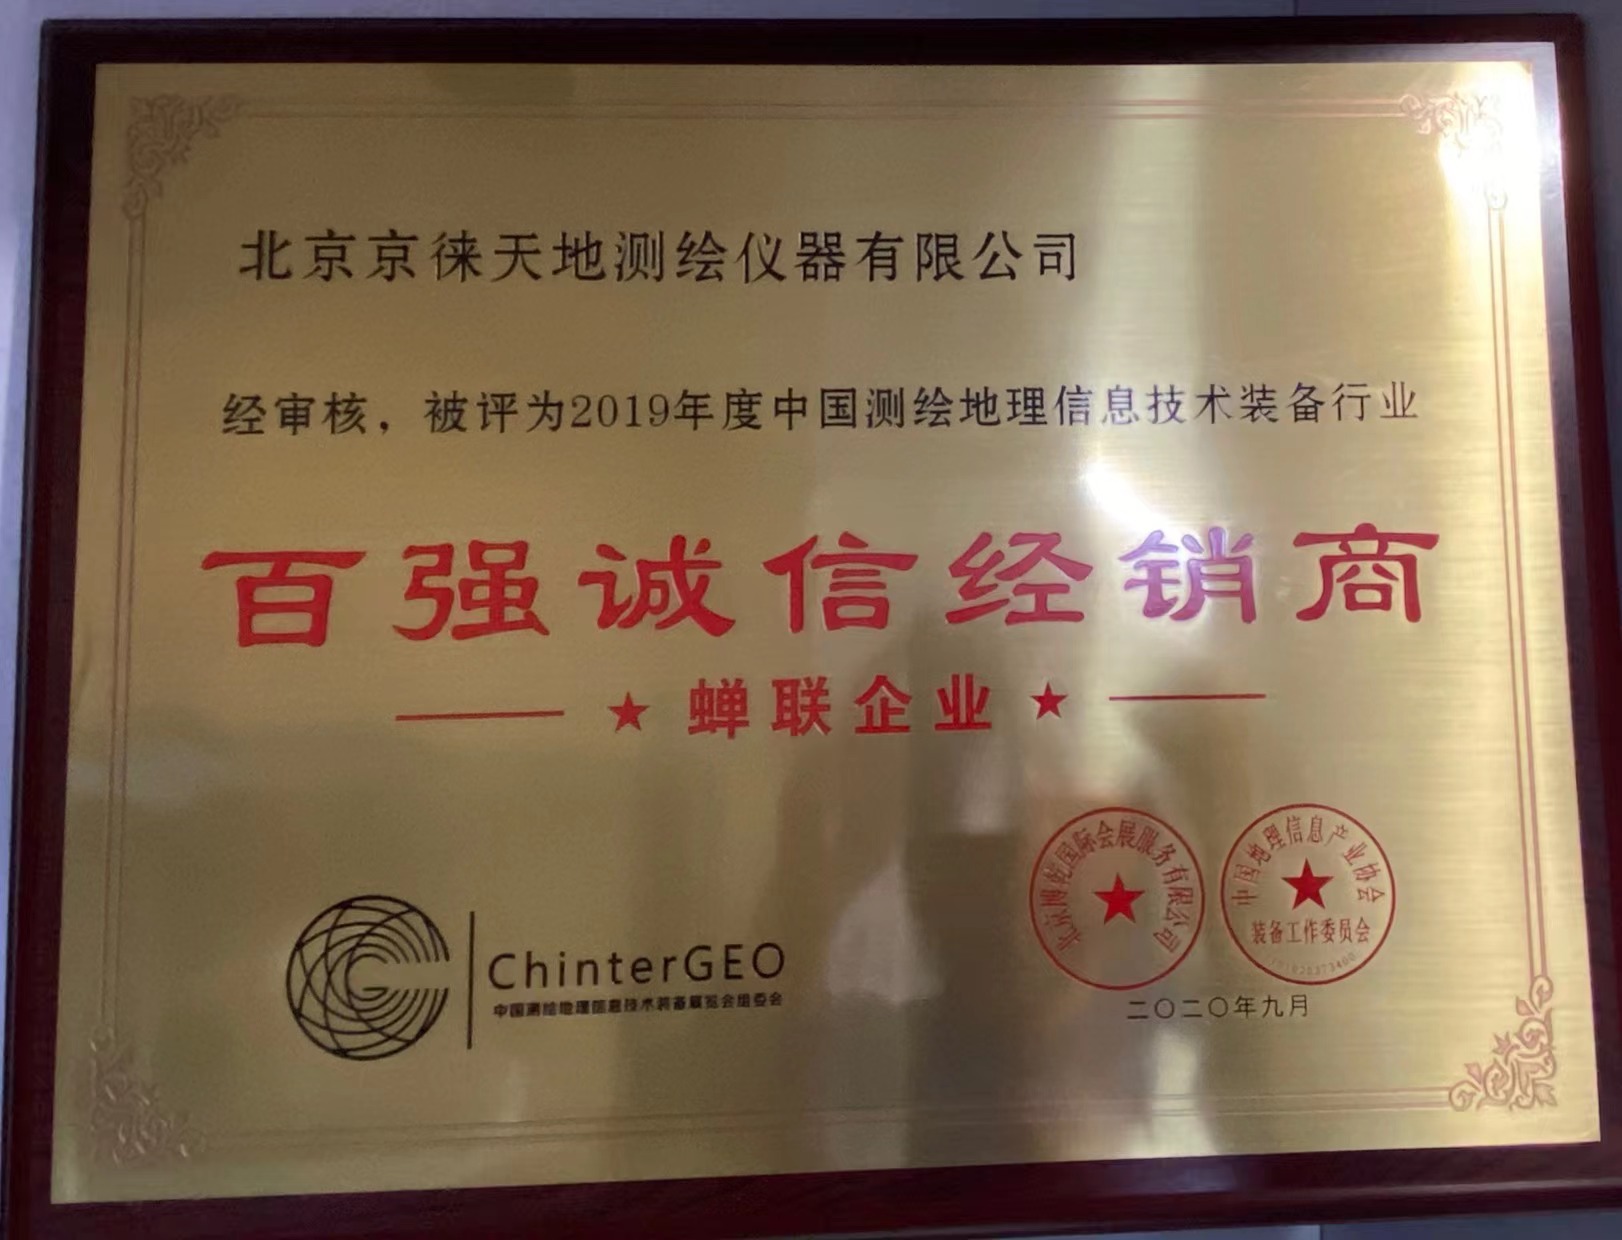 北京京徕天地测绘仪器有限公司
经审核，被评为2019年度中国测绘地理信息技术装备行业
百强诚信经销商
★ 蝉联企业 ★
ChinterGEO
中国测绘地理信息技术装备展览会组委会
北京博乾国际会展服务有限公司
中国地理信息产业协会
装备工作委员会
二〇二〇年九月